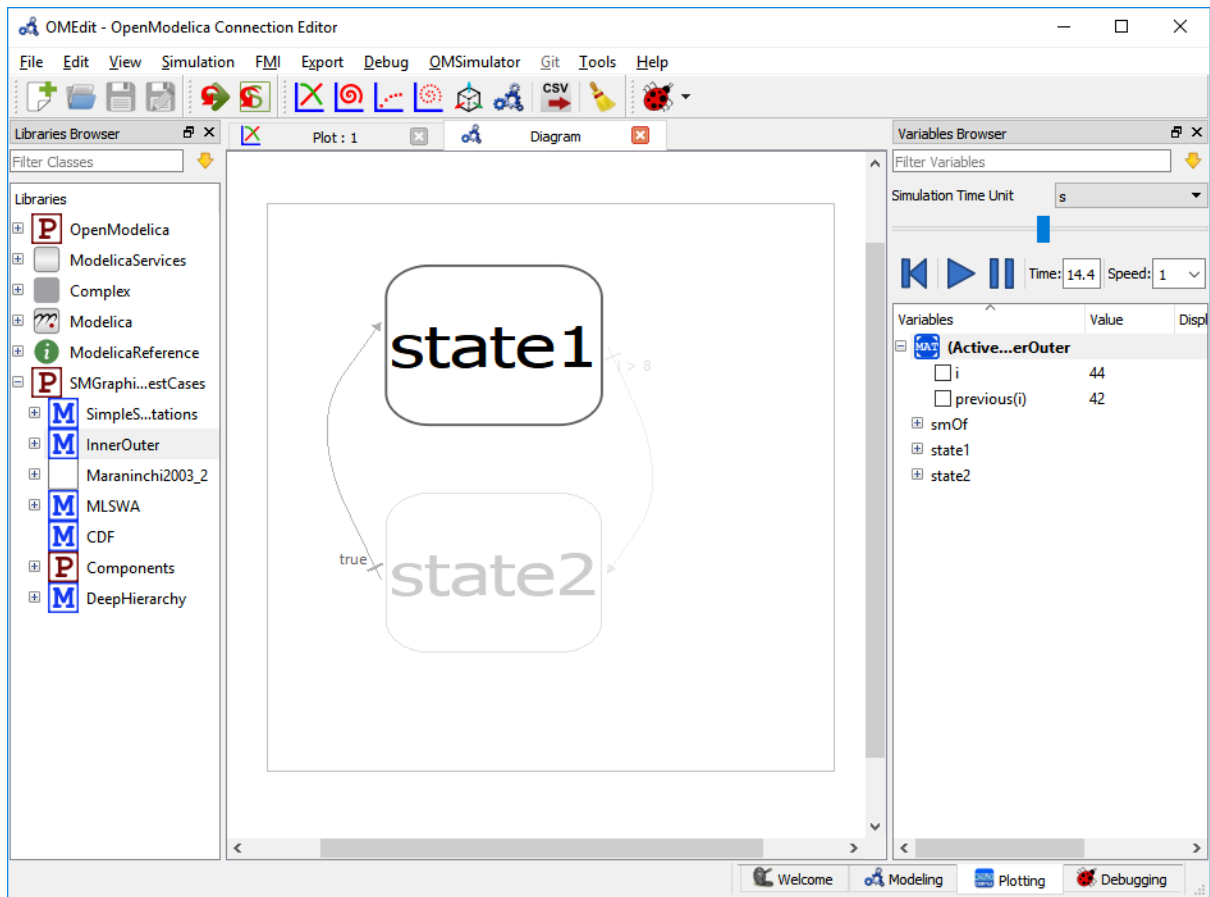 OMEdit - OpenModelica Connection Editor
File Edit View Simulation FMI Export Debug OMSimulator Git Tools Help
CSV
Libraries Browser
Filter Classes
Libraries
P OpenModelica
ModelicaServices
Complex
m Modelica
i ModelicaReference
P SMGraphi...estCases
M SimpleS...tations
M InnerOuter
Maraninchi2003_2
M MLSWA
M CDF
P Components
M DeepHierarchy
Plot : 1
Diagram
state1
i > 8
true
state2
Variables Browser
Filter Variables
Simulation Time Unit s
Time: 14.4 Speed: 1
Variables Value Displ
MAT (Active...erOuter
i 44
previous(i) 42
smOf
state1
state2
Welcome Modeling Plotting Debugging